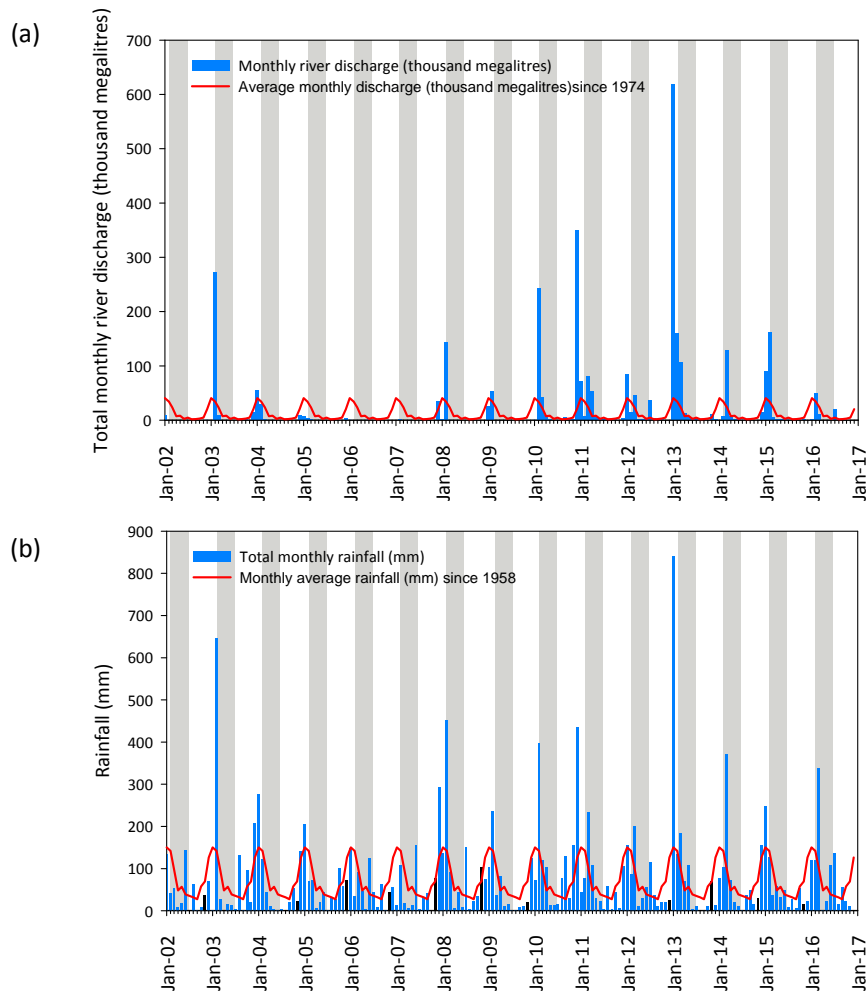 (a)
Total monthly river discharge (thousand megalitres)
700
600
500
400
300
200
100
0
Monthly river discharge (thousand megalitres)
Average monthly discharge (thousand megalitres)since 1974
Jan-02
Jan-03
Jan-04
Jan-05
Jan-06
Jan-07
Jan-08
Jan-09
Jan-10
Jan-11
Jan-12
Jan-13
Jan-14
Jan-15
Jan-16
Jan-17
(b)
Rainfall (mm)
900
800
700
600
500
400
300
200
100
0
Total monthly rainfall (mm)
Monthly average rainfall (mm) since 1958
Jan-02
Jan-03
Jan-04
Jan-05
Jan-06
Jan-07
Jan-08
Jan-09
Jan-10
Jan-11
Jan-12
Jan-13
Jan-14
Jan-15
Jan-16
Jan-17